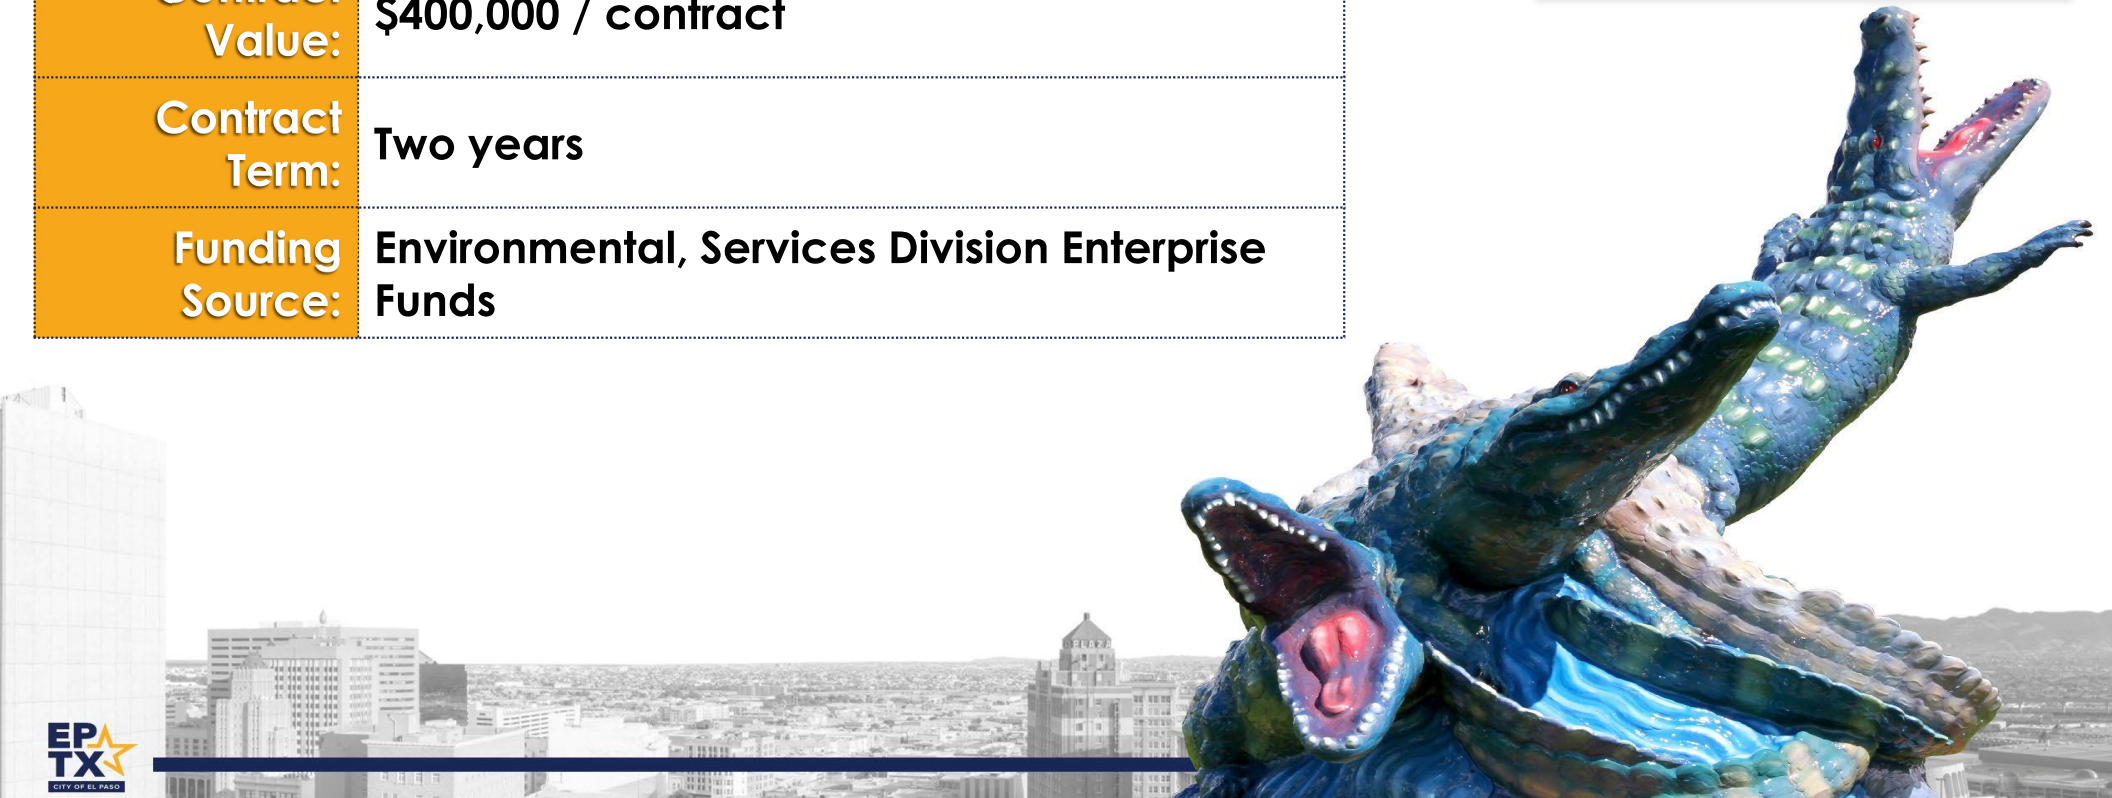 Contract
Value:
$400,000 / contract
Contract
Term:
Two years
Funding
Source:
Environmental, Services Division Enterprise
Funds
EP
TX
CITY OF EL PASO